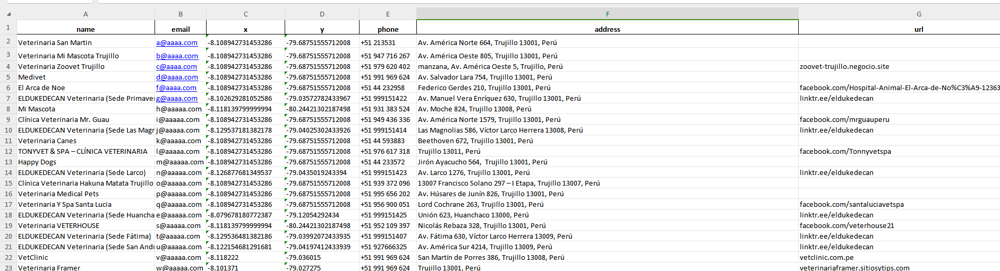 A B C D E F G
1 name email x y phone address url
2 Veterinaria San Martin a@aaaa.com -8.108942731453286 -79.68751555712008 +51 213531 Av. América Norte 664, Trujillo 13001, Perú
3 Veterinaria Mi Mascota Trujillo b@aaaa.com -8.108942731453286 -79.68751555712008 +51 947 716 267 Av. América Oeste 805, Trujillo 13001, Perú
4 Veterinaria Zoovet Trujillo c@aaaa.com -8.108942731453286 -79.68751555712008 +51 979 620 402 manzana, Av. América Oeste 5, Trujillo, Perú zoovet-trujillo.negocio.site
5 Medivet d@aaaa.com -8.108942731453286 -79.68751555712008 +51 991 969 624 Av. Salvador Lara 754, Trujillo 13001, Perú
6 El Arca de Noe f@aaaa.com -8.108942731453286 -79.68751555712008 +51 44 232958 Federico Gerdes 210, Trujillo 13001, Perú facebook.com/Hospital-Animal-El-Arca-de-No%C3%A9-12363
7 ELDUKEDECAN Veterinaria (Sede Primave g@aaaa.com -8.102629281052586 -79.03572782433967 +51 999151422 Av. Manuel Vera Enríquez 630, Trujillo 13001, Perú linktr.ee/eldukedecan
8 Mi Mascota h@aaaaa.com -8.118139799999994 -80.24421302187498 +51 931 383 524 Av. Moche 824, Trujillo 13008, Perú
9 Clínica Veterinaria Mr. Guau i@aaaaa.com -8.108942731453286 -79.68751555712008 +51 949 436 336 Av. América Norte 1579, Trujillo 13001, Perú facebook.com/mrguauperu
10 ELDUKEDECAN Veterinaria (Sede Las Magr j@aaaaa.com -8.129537181382178 -79.04025302433926 +51 999151414 Las Magnolias 586, Víctor Larco Herrera 13008, Perú linktr.ee/eldukedecan
11 Veterinaria Canes k@aaaaa.com -8.108942731453286 -79.68751555712008 +51 44 593883 Beethoven 672, Trujillo 13001, Perú
12 TONYVET & SPA – CLÍNICA VETERINARIA l@aaaaa.com -8.108942731453286 -79.68751555712008 +51 976 617 318 Trujillo 13011, Perú facebook.com/Tonnyvetspa
13 Happy Dogs m@aaaaa.com -8.108942731453286 -79.68751555712008 +51 44 233572 Jirón Ayacucho 564,  Trujillo 13001, Perú
14 ELDUKEDECAN Veterinaria (Sede Larco) n@aaaaa.com -8.126877681349537 -79.0435019243394 +51 999151423 Av. Larco 1276, Trujillo 13001, Perú linktr.ee/eldukedecan
15 Clínica Veterinaria Hakuna Matata Trujillo o@aaaaa.com -8.108942731453286 -79.68751555712008 +51 939 372 096 13007 Francisco Solano 297 – I Etapa, Trujillo 13007, Perú
16 Veterinaria Medical Pets p@aaaaa.com -8.108942731453286 -79.68751555712008 +51 995 656 202 Av. Húsares de Junín 826, Trujillo 13001, Perú
17 Veterinaria Y Spa Santa Lucia q@aaaaa.com -8.108942731453286 -79.68751555712008 +51 956 900 051 Lord Cochrane 263, Trujillo 13001, Perú facebook.com/santaluciavetspa
18 ELDUKEDECAN Veterinaria (Sede Huancha e@aaaaa.com -8.079678180772387 -79.12054292434 +51 999151425 Unión 623, Huanchaco 13000, Perú linktr.ee/eldukedecan
19 Veterinaria VETERHOUSE s@aaaaa.com -8.118139799999994 -80.24421302187498 +51 952 109 397 Nicolás Rebaza 328, Trujillo 13001, Perú facebook.com/veterhouse21
20 ELDUKEDECAN Veterinaria (Sede Fátima) t@aaaaa.com -8.129536481382186 -79.03992072433935 +51 999151407 Av. Fátima 630, Víctor Larco Herrera 13009, Perú linktr.ee/eldukedecan
21 ELDUKEDECAN Veterinaria (Sede San Andr u@aaaaa.com -8.122154681291681 -79.04197412433939 +51 927666325 Av. América Sur 4214, Trujillo 13009, Perú linktr.ee/eldukedecan
22 VetClinic v@aaaaa.com -8.118222 -79.036015 +51 991 969 624 San Martín de Porres 386, Trujillo 13008, Perú vetclinic.com.pe
23 Veterinaria Framer w@aaaaa.com -8.101371 -79.027275 +51 991 969 624 Trujillo 13001, Perú veterinariaframer.sitiosytips.com